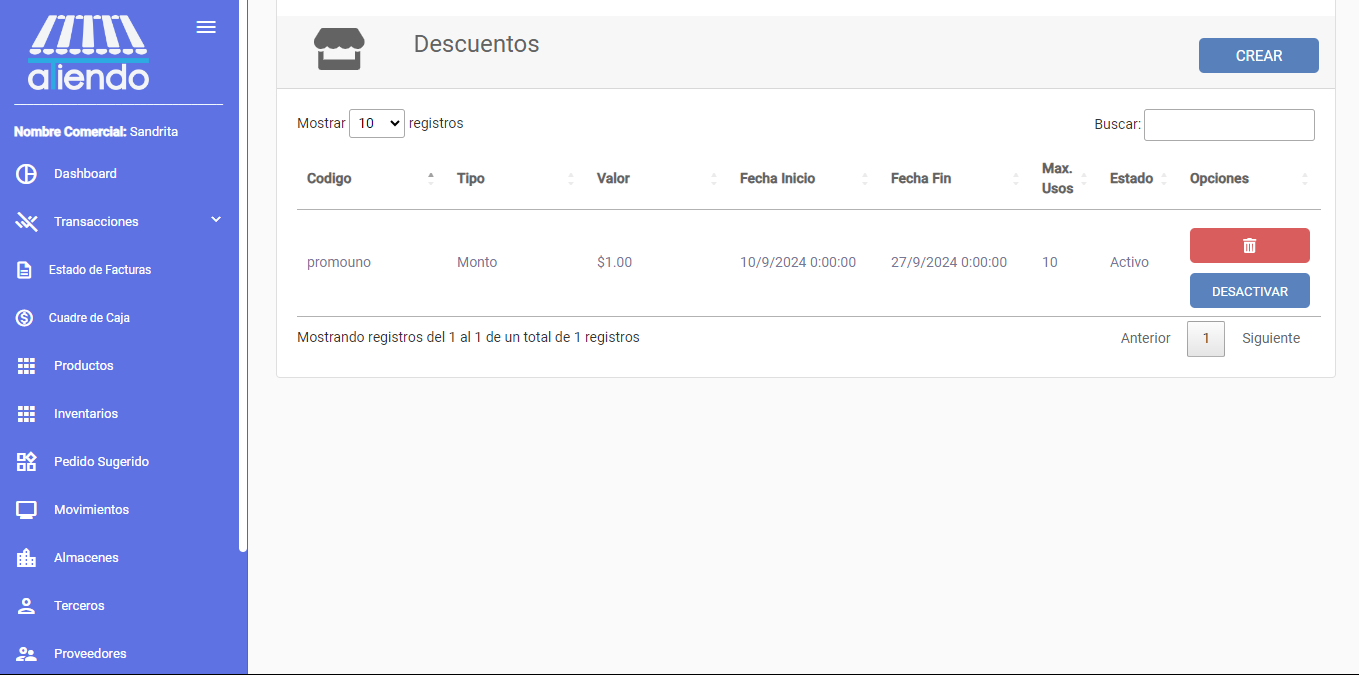 aTiendo
Nombre Comercial: Sandrita
Dashboard
Transacciones
Estado de Facturas
Cuadre de Caja
Productos
Inventarios
Pedido Sugerido
Movimientos
Almacenes
Terceros
Proveedores
Descuentos
CREAR
Mostrar 10 registros
Buscar:
Codigo Tipo Valor Fecha Inicio Fecha Fin Max. Usos Estado Opciones
promouno Monto $1.00 10/9/2024 0:00:00 27/9/2024 0:00:00 10 Activo
DESACTIVAR
Mostrando registros del 1 al 1 de un total de 1 registros
Anterior 1 Siguiente